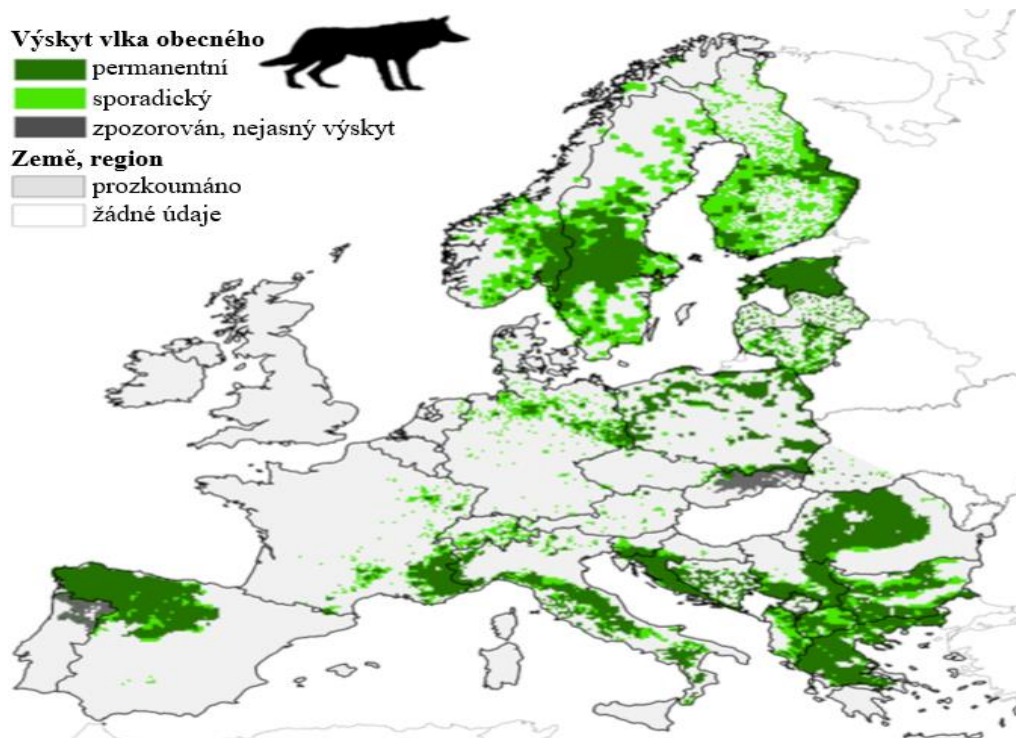 Výskyt vlka obecného
permanentní
sporadický
zpozorován, nejasný výskyt
Země, region
prozkoumáno
žádné údaje